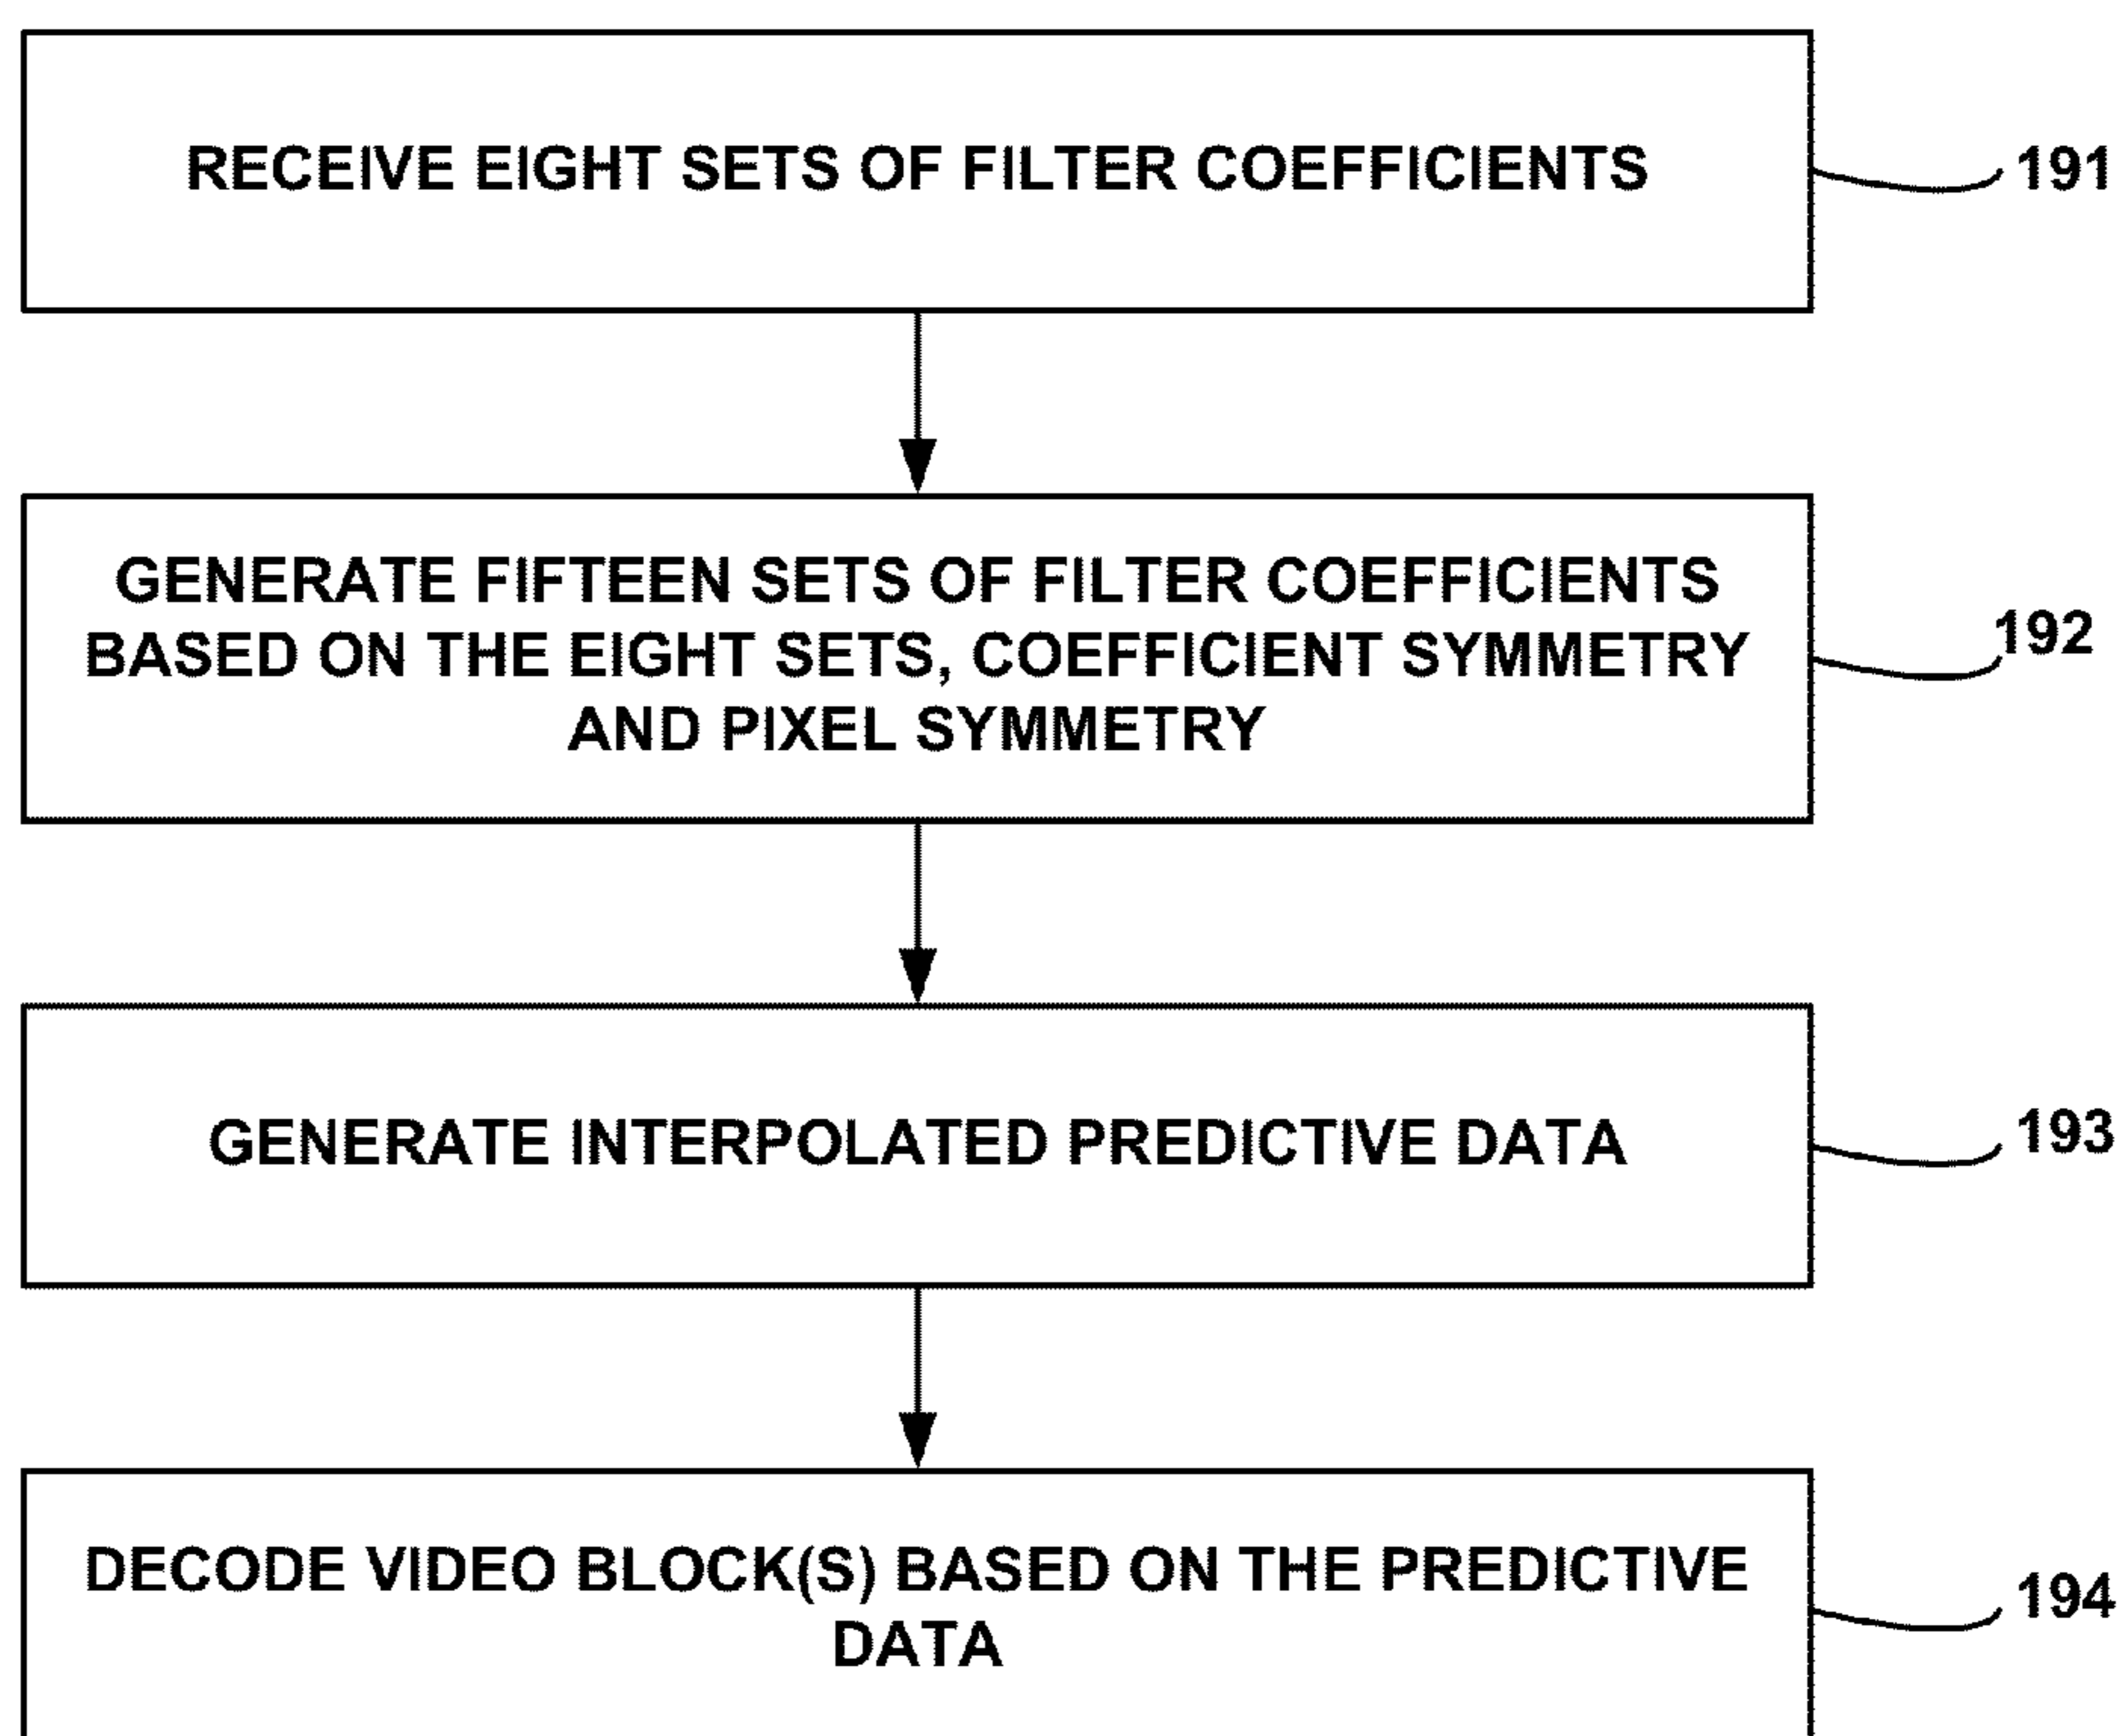 RECEIVE EIGHT SETS OF FILTER COEFFICIENTS
191
GENERATE FIFTEEN SETS OF FILTER COEFFICIENTS
BASED ON THE EIGHT SETS, COEFFICIENT SYMMETRY
AND PIXEL SYMMETRY
192
GENERATE INTERPOLATED PREDICTIVE DATA
193
DECODE VIDEO BLOCK(S) BASED ON THE PREDICTIVE
DATA
194